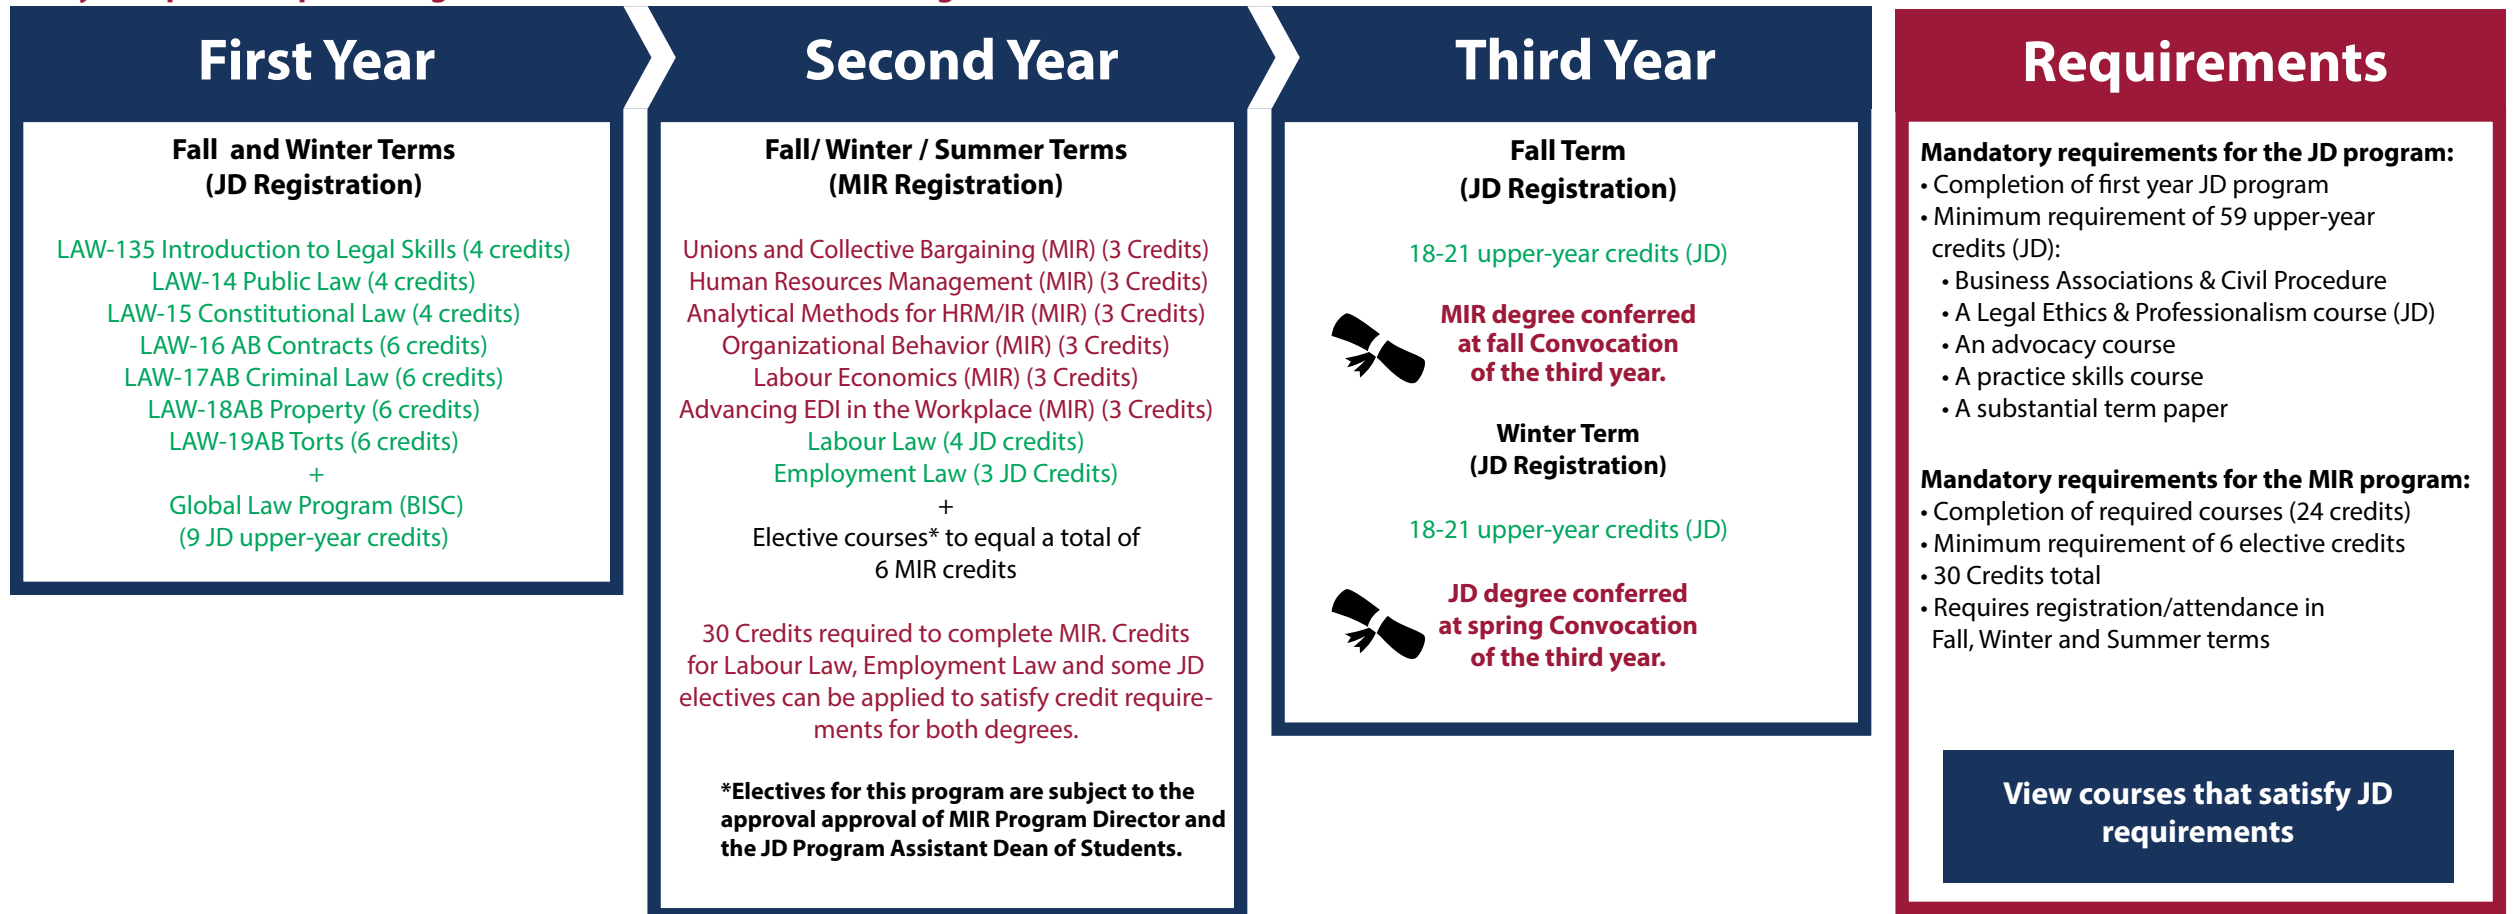 First Year
Fall and Winter Terms
(JD Registration)
LAW-135 Introduction to Legal Skills (4 credits)
LAW-14 Public Law (4 credits)
LAW-15 Constitutional Law (4 credits)
LAW-16 AB Contracts (6 credits)
LAW-17AB Criminal Law (6 credits)
LAW-18AB Property (6 credits)
LAW-19AB Torts (6 credits)
+
Global Law Program (BISC)
(9 JD upper-year credits)
Second Year
Fall/ Winter / Summer Terms
(MIR Registration)
Unions and Collective Bargaining (MIR) (3 Credits)
Human Resources Management (MIR) (3 Credits)
Analytical Methods for HRM/IR (MIR) (3 Credits)
Organizational Behavior (MIR) (3 Credits)
Labour Economics (MIR) (3 Credits)
Advancing EDI in the Workplace (MIR) (3 Credits)
Labour Law (4 JD credits)
Employment Law (3 JD Credits)
+
Elective courses* to equal a total of
6 MIR credits
30 Credits required to complete MIR. Credits
for Labour Law, Employment Law and some JD
electives can be applied to satisfy credit require-
ments for both degrees.
*Electives for this program are subject to the
approval approval of MIR Program Director and
the JD Program Assistant Dean of Students.
Third Year
Fall Term
(JD Registration)
18-21 upper-year credits (JD)
MIR degree conferred
at fall Convocation
of the third year.
Winter Term
(JD Registration)
18-21 upper-year credits (JD)
JD degree conferred
at spring Convocation
of the third year.
Requirements
Mandatory requirements for the JD program:
• Completion of first year JD program
• Minimum requirement of 59 upper-year
credits (JD):
• Business Associations & Civil Procedure
• A Legal Ethics & Professionalism course (JD)
• An advocacy course
• A practice skills course
• A substantial term paper
Mandatory requirements for the MIR program:
• Completion of required courses (24 credits)
• Minimum requirement of 6 elective credits
• 30 Credits total
• Requires registration/attendance in
Fall, Winter and Summer terms
View courses that satisfy JD
requirements